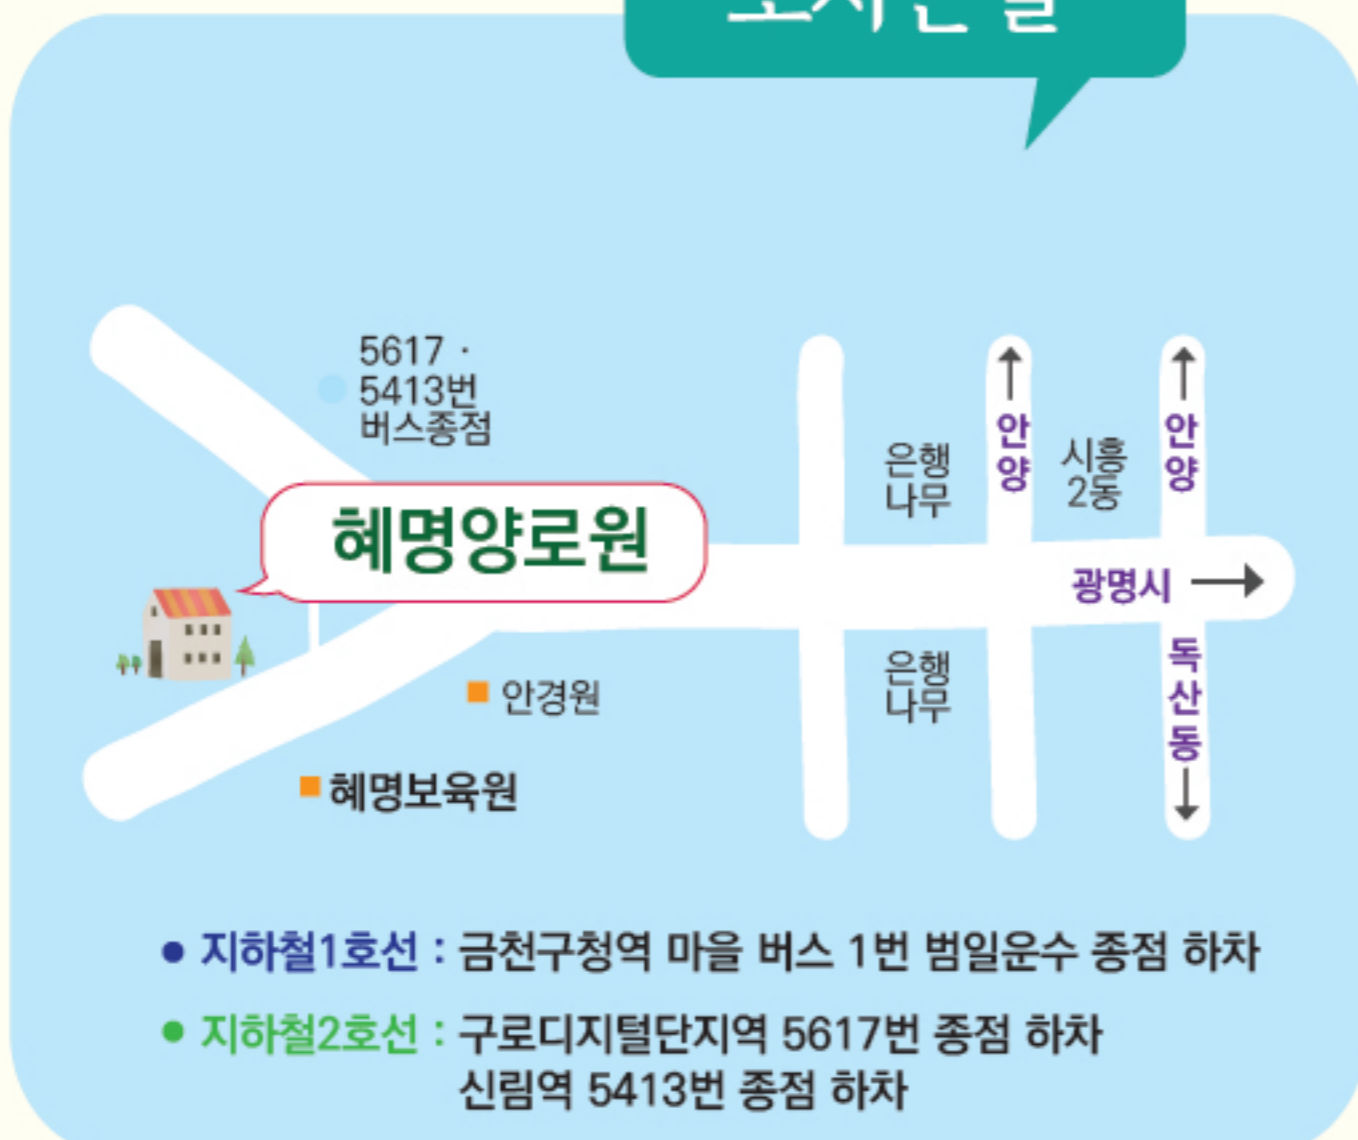 5617 ·
5413번
버스종점
혜명양로원
안경원
혜명보육원
은행
나무
안양
시흥
2동
안양
광명시
은행
나무
독산동
지하철1호선 : 금천구청역 마을 버스 1번 범일운수 종점 하차
지하철2호선 : 구로디지털단지역 5617번 종점 하차
신림역 5413번 종점 하차